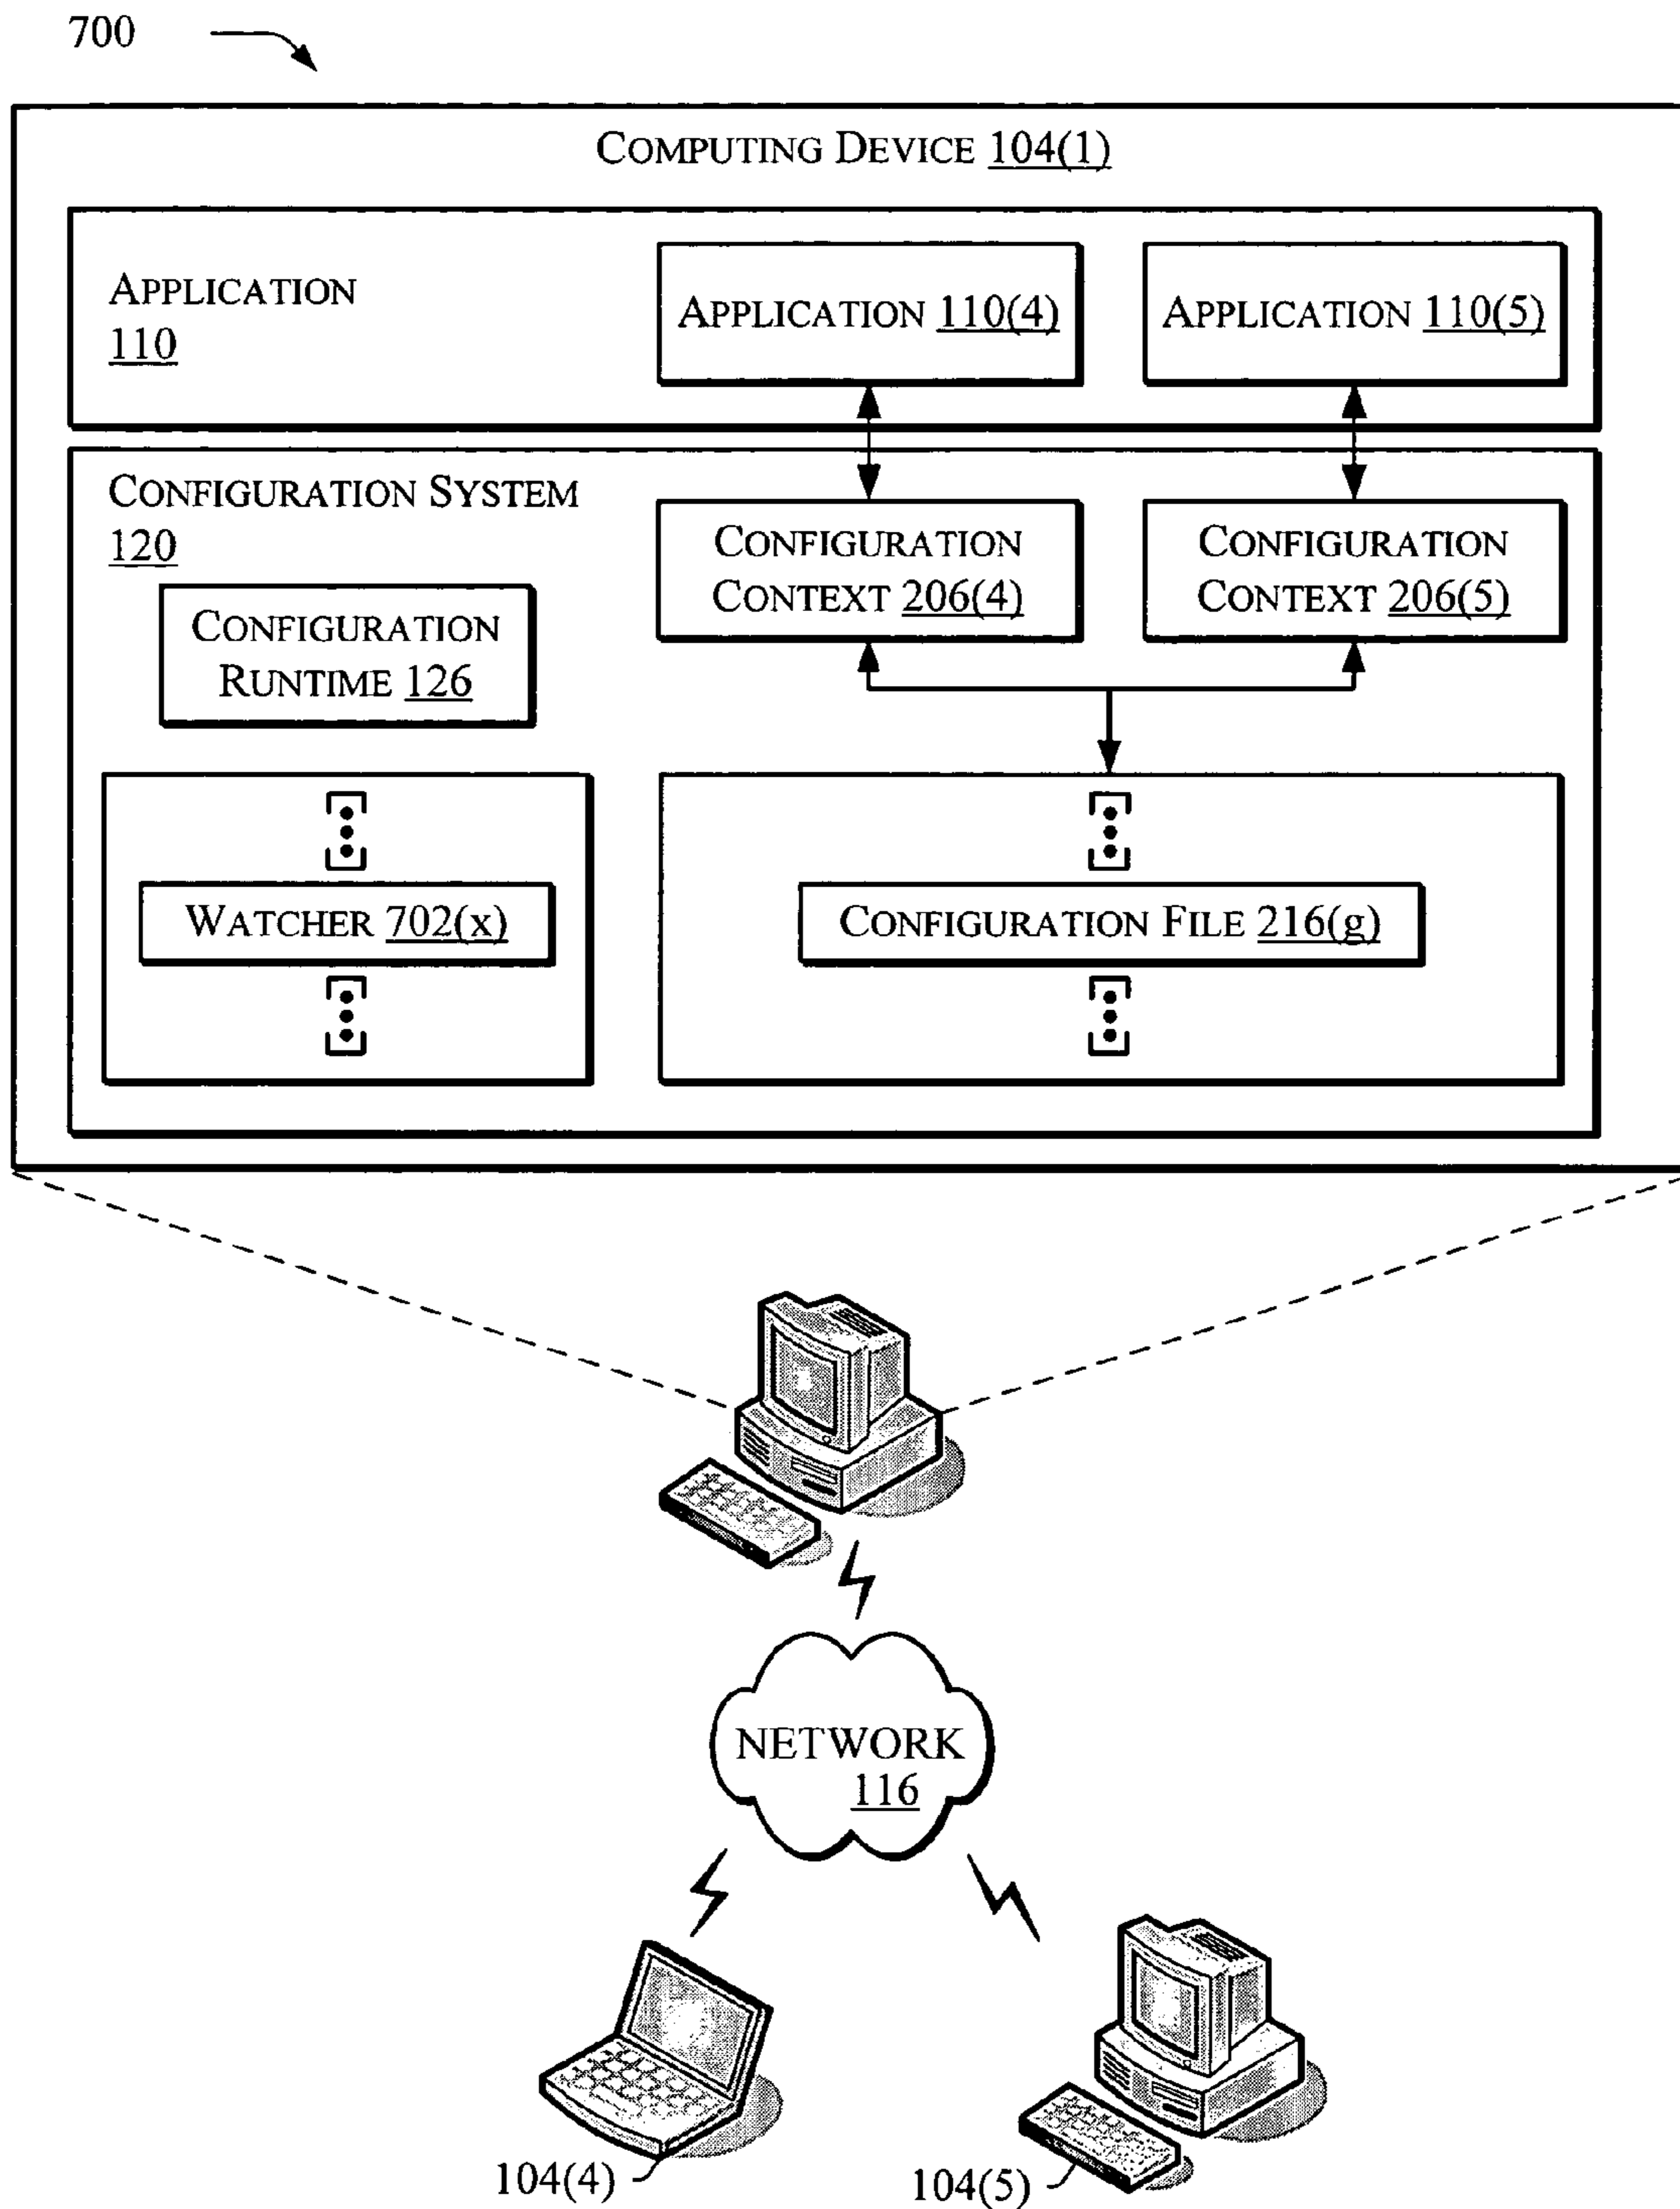 700
COMPUTING DEVICE 104(1)
APPLICATION
110
APPLICATION 110(4)
APPLICATION 110(5)
CONFIGURATION SYSTEM
120
CONFIGURATION
CONTEXT 206(4)
CONFIGURATION
CONTEXT 206(5)
CONFIGURATION
RUNTIME 126
WATCHER 702(x)
CONFIGURATION FILE 216(g)
NETWORK
116
104(4)
104(5)